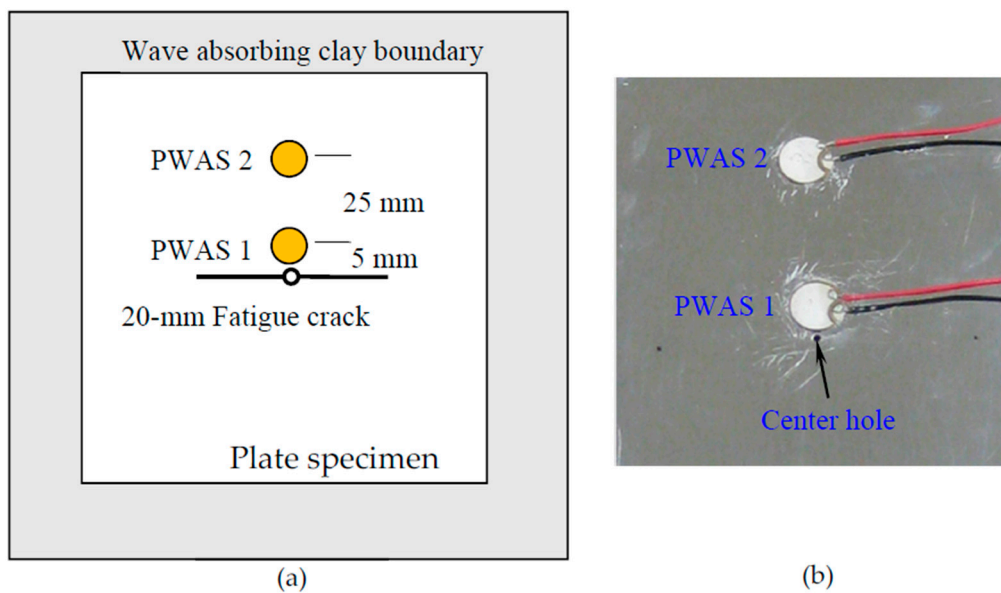 Wave absorbing clay boundary
PWAS 2
25 mm
PWAS 1
5 mm
20-mm Fatigue crack
Plate specimen
(a)
PWAS 2
PWAS 1
Center hole
(b)